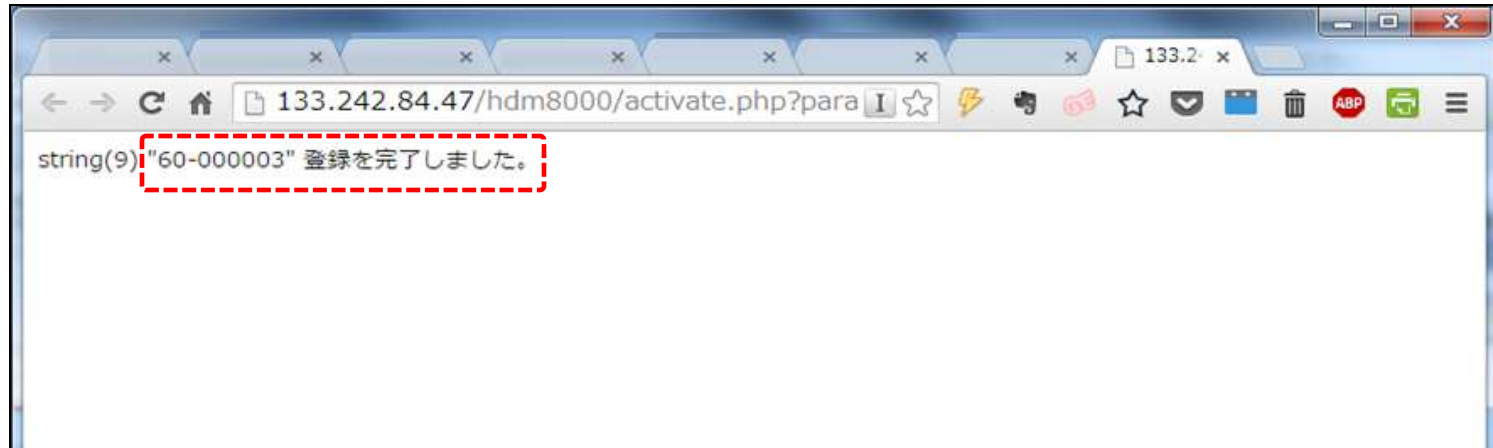 133.2
133.242.84.47/hdm8000/activate.php?para
ABP
string(9) "60-000003" 登録を完了しました。